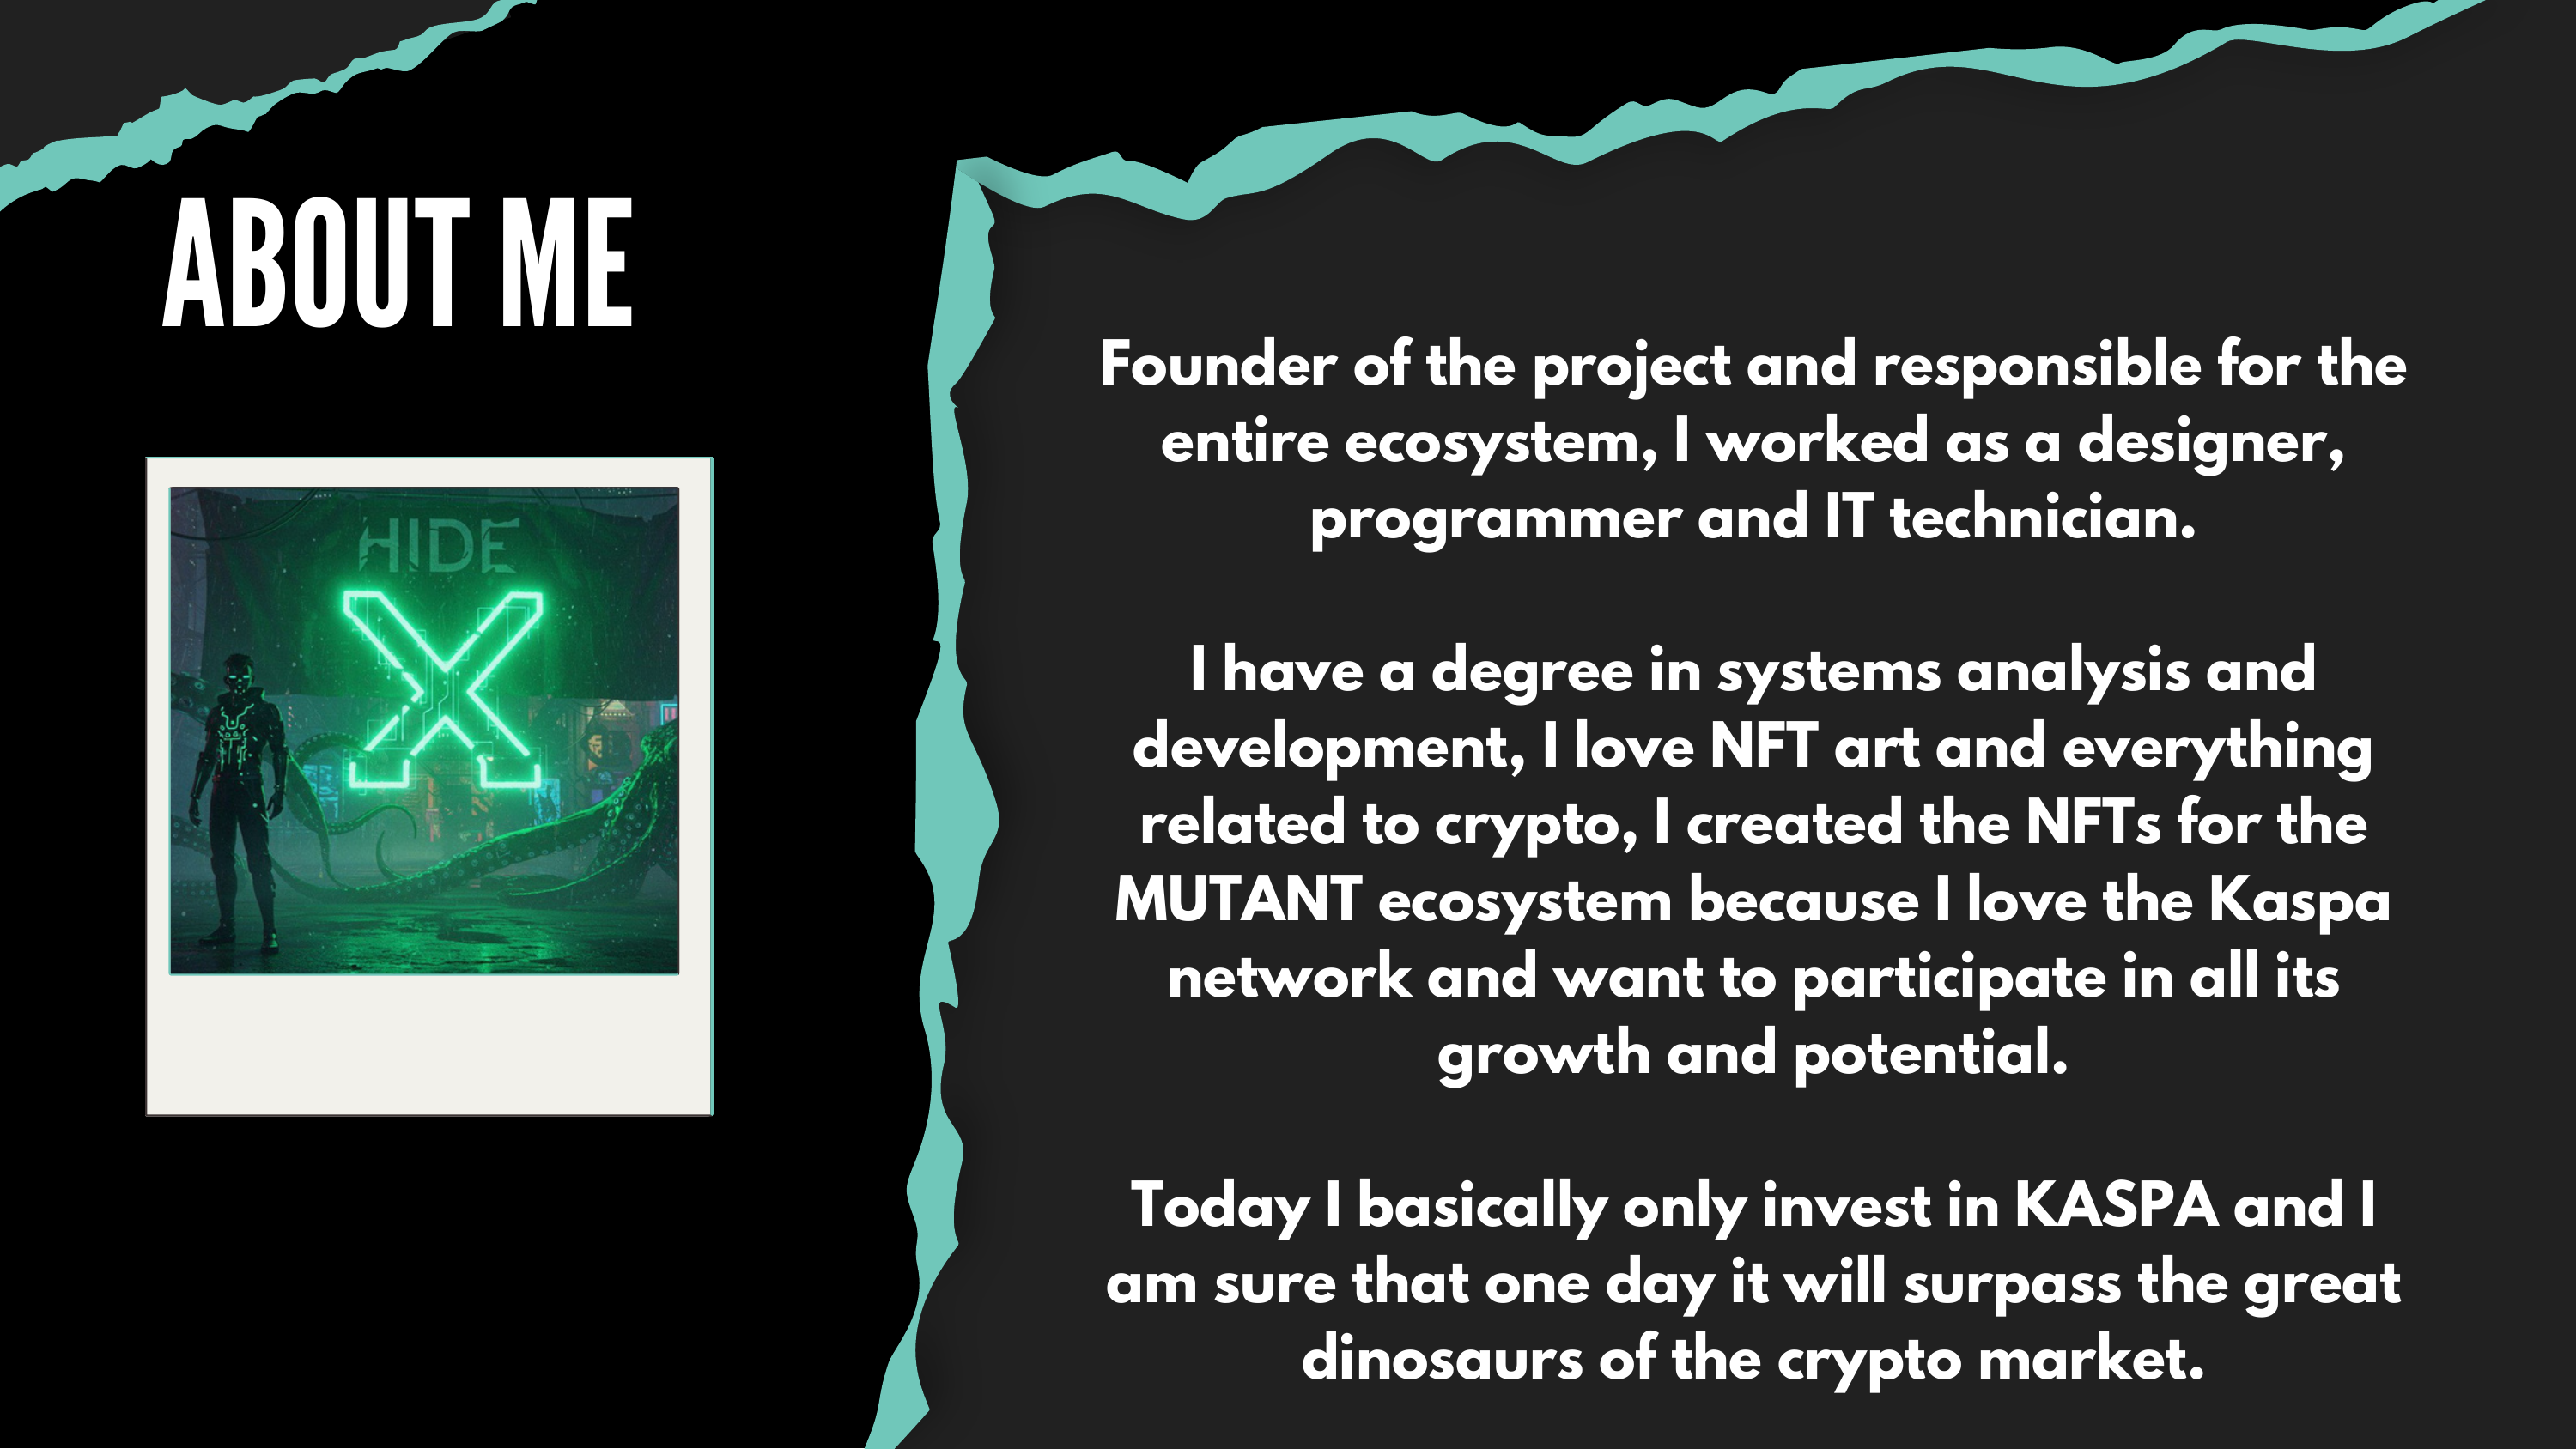 ABOUT ME
HIDE
X
Founder of the project and responsible for the
entire ecosystem, I worked as a designer,
programmer and IT technician.
I have a degree in systems analysis and
development, I love NFT art and everything
related to crypto, I created the NFTs for the
MUTANT ecosystem because I love the Kaspa
network and want to participate in all its
growth and potential.
Today I basically only invest in KASPA and I
am sure that one day it will surpass the great
dinosaurs of the crypto market.